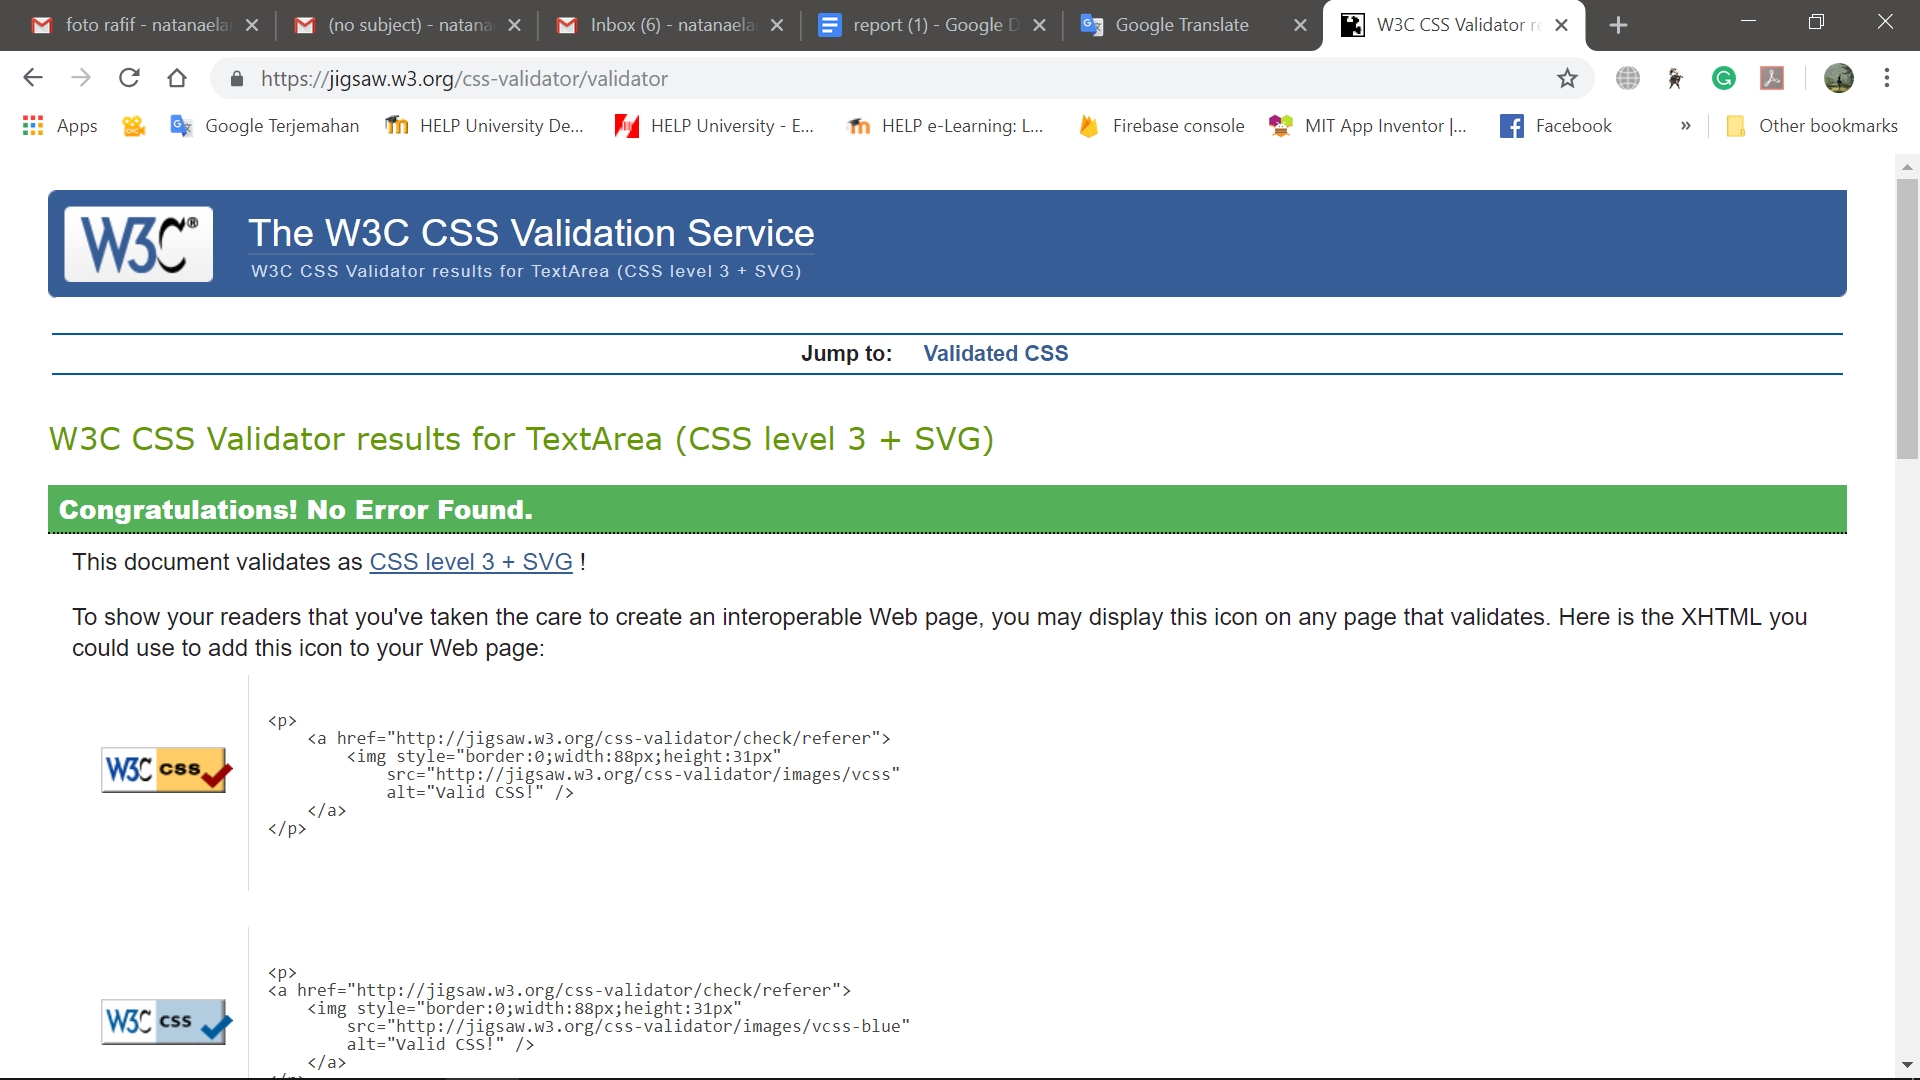 foto rafif - natanaela
(no subject) - natana
Inbox (6) - natanaela
report (1) - Google D
Google Translate
W3C CSS Validator re
https://jigsaw.w3.org/css-validator/validator
Apps
Google Terjemahan
HELP University De...
HELP University - E...
HELP e-Learning: L...
Firebase console
MIT App Inventor |...
Facebook
»
Other bookmarks
W3C®
The W3C CSS Validation Service
W3C CSS Validator results for TextArea (CSS level 3 + SVG)
Jump to: Validated CSS
W3C CSS Validator results for TextArea (CSS level 3 + SVG)
Congratulations! No Error Found.
This document validates as CSS level 3 + SVG !
To show your readers that you've taken the care to create an interoperable Web page, you may display this icon on any page that validates. Here is the XHTML you
could use to add this icon to your Web page:
W3C css
<p>
<a href="http://jigsaw.w3.org/css-validator/check/referer">
<img style="border:0;width:88px;height:31px"
src="http://jigsaw.w3.org/css-validator/images/vcss"
alt="Valid CSS!" />
</a>
</p>
W3C css
<p>
<a href="http://jigsaw.w3.org/css-validator/check/referer">
<img style="border:0;width:88px;height:31px"
src="http://jigsaw.w3.org/css-validator/images/vcss-blue"
alt="Valid CSS!" />
</a>